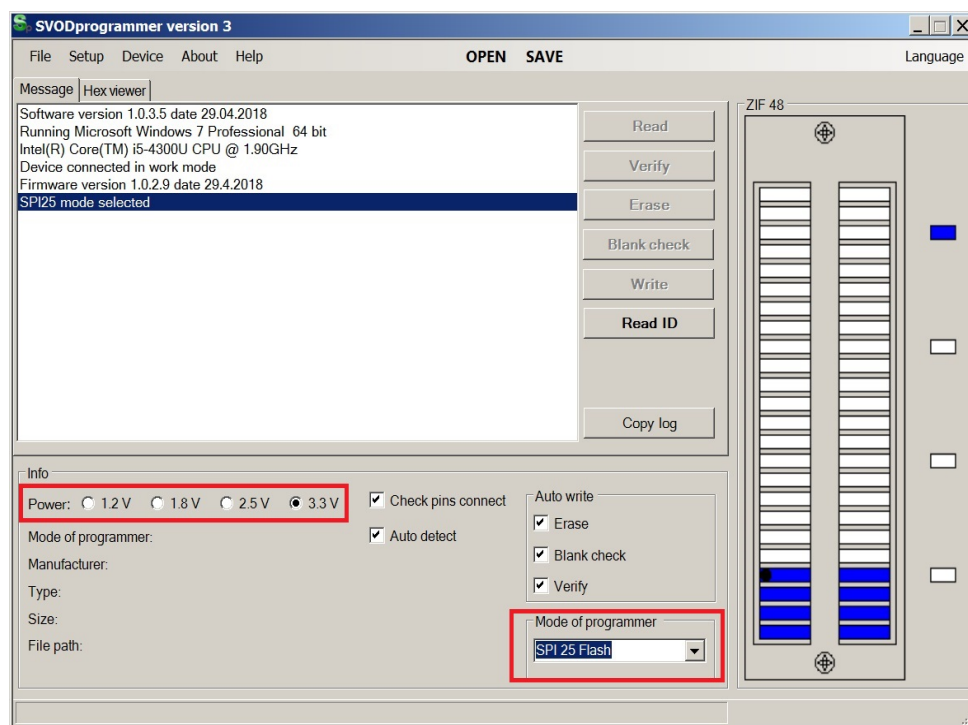 SVODprogrammer version 3
File Setup Device About Help OPEN SAVE Language
Message Hex viewer
Software version 1.0.3.5 date 29.04.2018
Running Microsoft Windows 7 Professional 64 bit
Intel(R) Core(TM) i5-4300U CPU @ 1.90GHz
Device connected in work mode
Firmware version 1.0.2.9 date 29.4.2018
SPI25 mode selected
Read
Verify
Erase
Blank check
Write
Read ID
Copy log
ZIF 48
Info
Power: 1.2 V 1.8 V 2.5 V 3.3 V
Mode of programmer:
Manufacturer:
Type:
Size:
File path:
Check pins connect
Auto detect
Auto write
Erase
Blank check
Verify
Mode of programmer
SPI 25 Flash